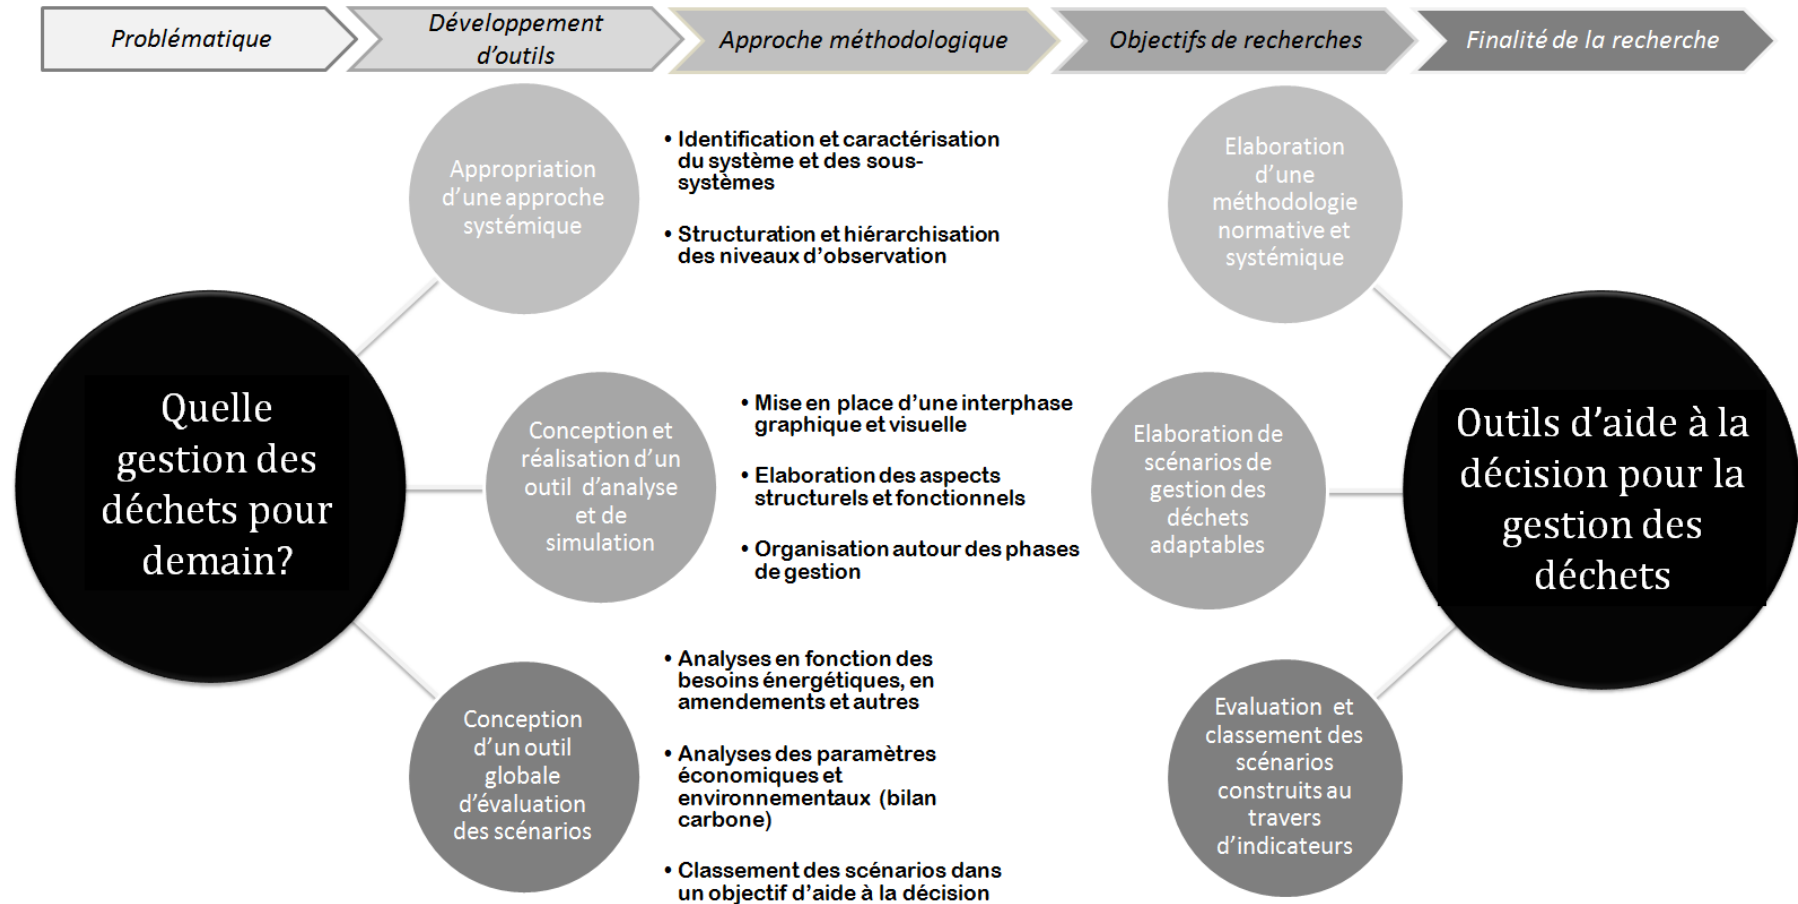 Problématique
Développement
d'outils
Approche méthodologique
Objectifs de recherches
Finalité de la recherche
Quelle
gestion des
déchets pour
demain?
Appropriation
d'une approche
systémique
• Identification et caractérisation
du système et des sous-
systèmes
• Structuration et hiérarchisation
des niveaux d'observation
Elaboration
d'une
méthodologie
normative et
systémique
Conception et
réalisation d'un
outil d'analyse
et de
simulation
• Mise en place d'une interphase
graphique et visuelle
• Elaboration des aspects
structurels et fonctionnels
• Organisation autour des phases
de gestion
Elaboration de
scénarios de
gestion des
déchets
adaptables
Conception
d'un outil
globale
d'évaluation
des scénarios
• Analyses en fonction des
besoins énergétiques, en
amendements et autres
• Analyses des paramètres
économiques et
environnementaux (bilan
carbone)
• Classement des scénarios dans
un objectif d'aide à la décision
Evaluation et
classement des
scénarios
construits au
travers
d'indicateurs
Outils d'aide à la
décision pour la
gestion des
déchets